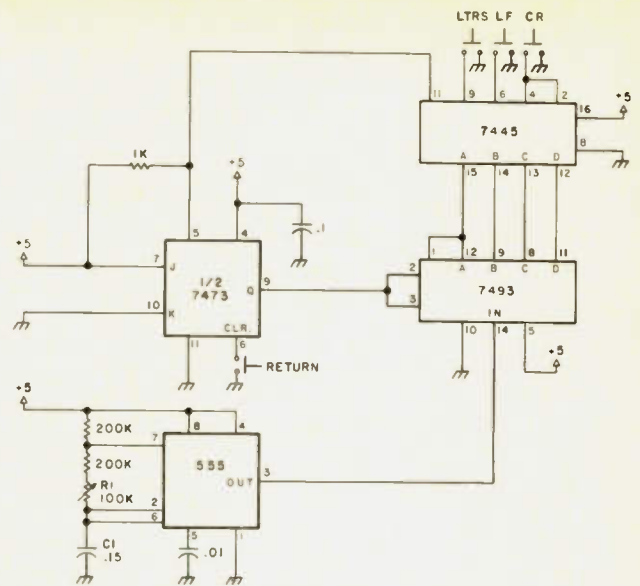 LTRS LF CR
11 9 6 4 2
16 +5
7445
8
A B C D
15 14 13 12
1K
+5
.1
5 4
+5
7 J
1/2
7473
Q 9
10 K
CLR.
11 6
RETURN
2
3
1 12 9 8 11
A B C D
7493
IN
10 14 5
+5
+5
200K
7
8 4
200K
555
R1
100K
2
6
OUT 3
C1
.15
5 1
.01